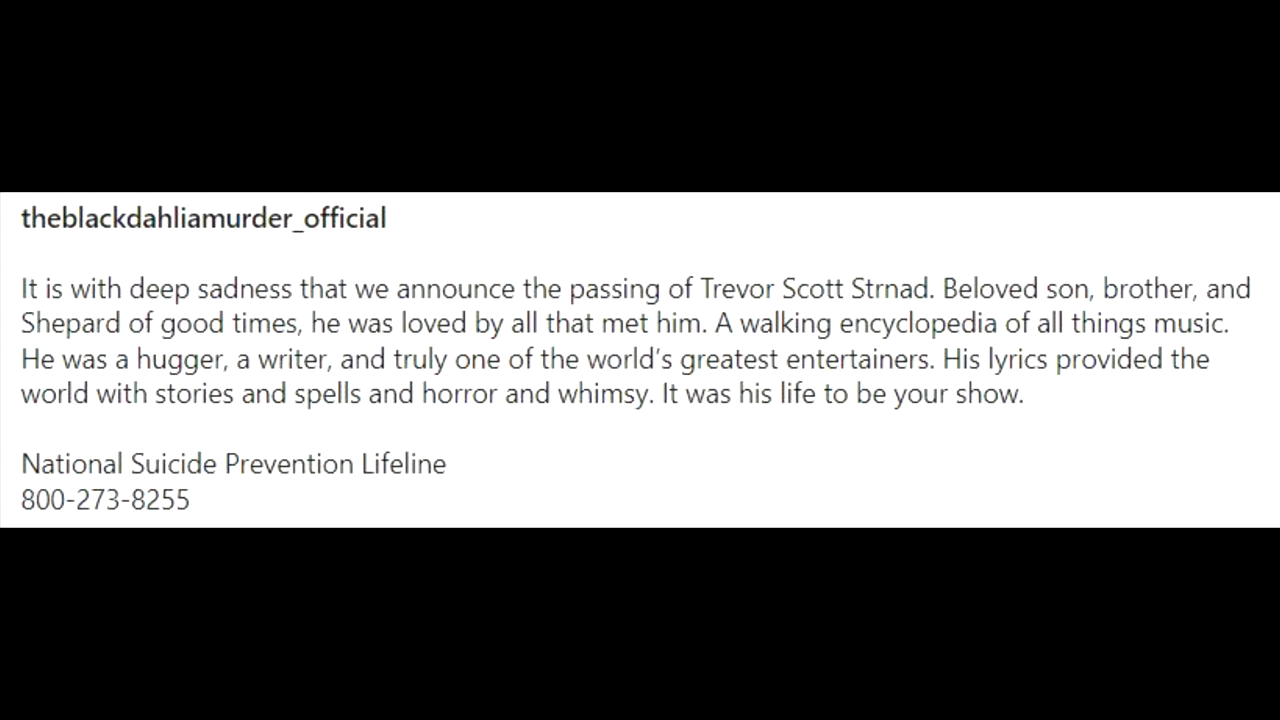 theblackdahliamurder_official
It is with deep sadness that we announce the passing of Trevor Scott Strnad. Beloved son, brother, and
Shepard of good times, he was loved by all that met him. A walking encyclopedia of all things music.
He was a hugger, a writer, and truly one of the world’s greatest entertainers. His lyrics provided the
world with stories and spells and horror and whimsy. It was his life to be your show.
National Suicide Prevention Lifeline
800-273-8255